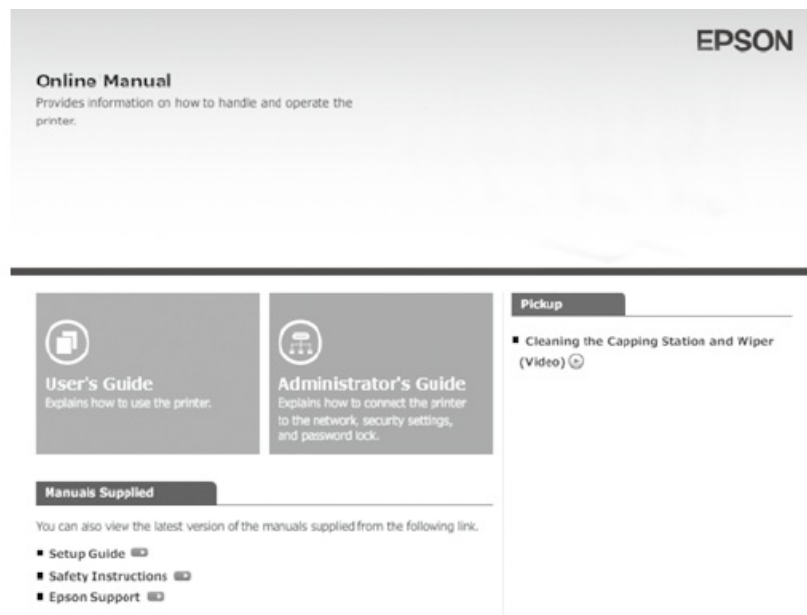 EPSON
Online Manual
Provides information on how to handle and operate the
printer.
User's Guide
Explains how to use the printer.
Administrator's Guide
Explains how to connect the printer
to the network, security settings,
and password lock.
Pickup
Cleaning the Capping Station and Wiper
(Video)
Manuals Supplied
You can also view the latest version of the manuals supplied from the following link.
Setup Guide
Safety Instructions
Epson Support